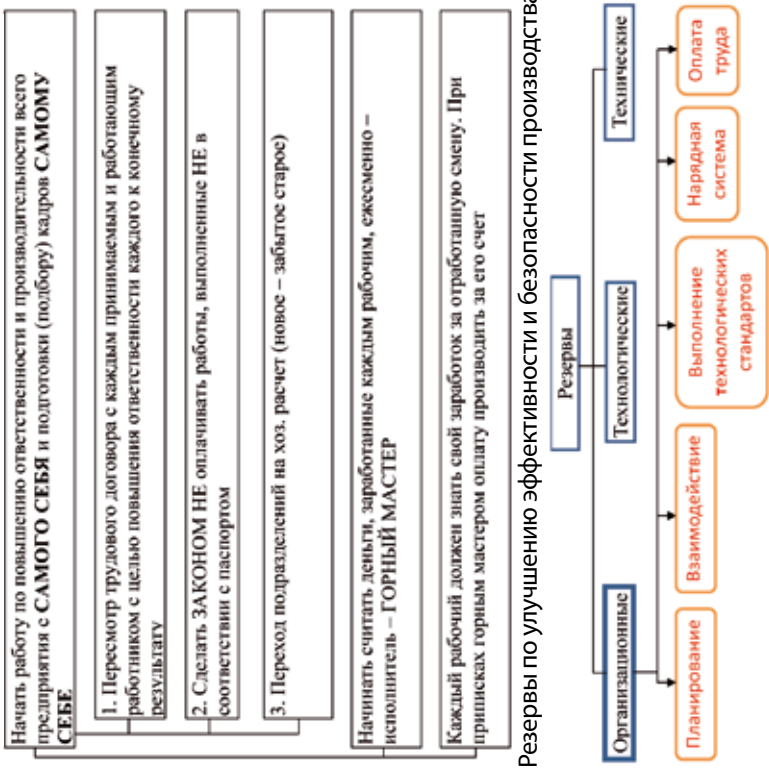 Начать работу по повышению ответственности и производительности всего
предприятия с САМОГО СЕБЯ и подготовки (подбору) кадров САМОМУ
СЕБЕ
1. Пересмотр трудового договора с каждым принимаемым и работающим
работником с целью повышения ответственности каждого к конечному
результату
2. Сделать ЗАКОНОМ НЕ оплачивать работы, выполненные НЕ в
соответствии с паспортом
3. Переход подразделений на хоз. расчет (новое – забытое старое)
Начинать считать деньги, заработанные каждым рабочим, ежесменно –
исполнитель – ГОРНЫЙ МАСТЕР
Каждый рабочий должен знать свой заработок за отработанную смену. При
приписках горным мастером оплату производить за его счет
Резервы по улучшению эффективности и безопасности производства
Резервы
Организационные
Технологические
Технические
Планирование
Взаимодействие
Выполнение
технологических
стандартов
Нарядная
система
Оплата
труда